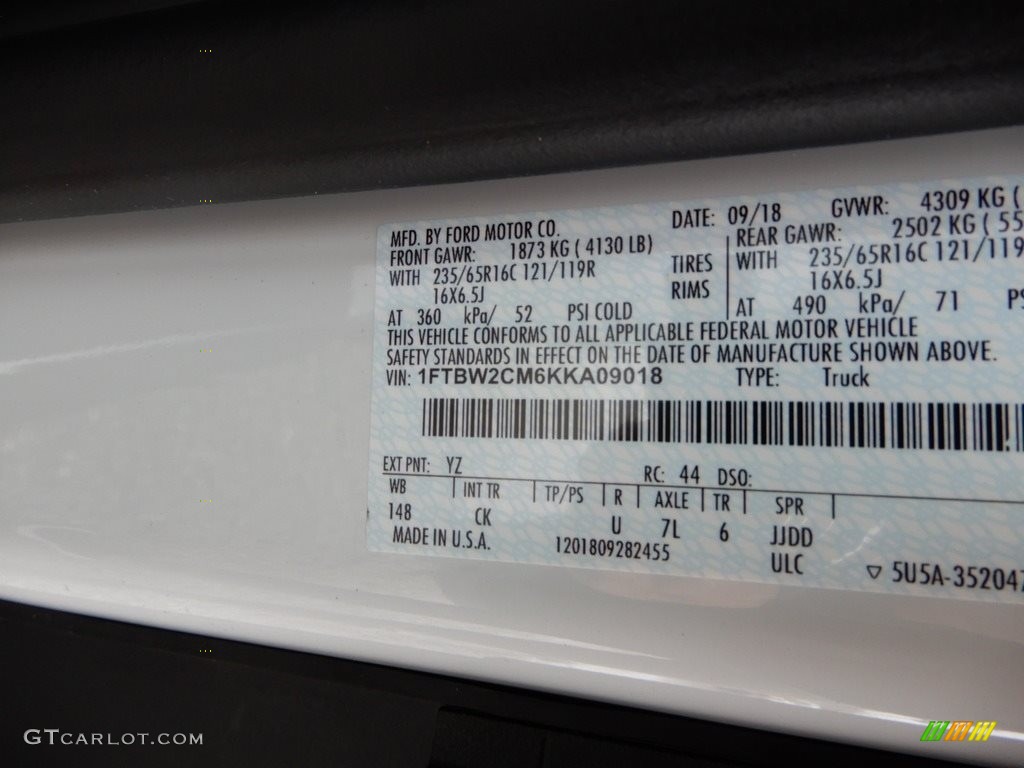 MFD. BY FORD MOTOR CO. DATE: 09/18 GVWR: 4309 KG (
FRONT GAWR: 1873 KG ( 4130 LB) REAR GAWR: 2502 KG ( 55
WITH 235/65R16C 121/119R TIRES WITH 235/65R16C 121/119
16X6.5J RIMS 16X6.5J
AT 360 kPa/ 52 PSI COLD AT 490 kPa/ 71 PS
THIS VEHICLE CONFORMS TO ALL APPLICABLE FEDERAL MOTOR VEHICLE
SAFETY STANDARDS IN EFFECT ON THE DATE OF MANUFACTURE SHOWN ABOVE.
VIN: 1FTBW2CM6KKA09018 TYPE: Truck
EXT PNT: YZ RC: 44 DSO:
WB INT TR TP/PS R AXLE TR SPR
148 CK U 7L 6 JJDD
MADE IN U.S.A. 1201809282455 ULC
▽ 5U5A-352047
GTCARLOT.COM